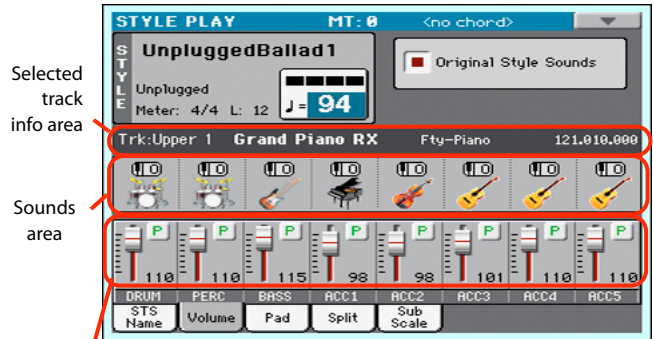 STYLE PLAY MT: 0 <no chord>
STYLE
UnpluggedBallad1
Original Style Sounds
Unplugged
Meter: 4/4 L: 12 ♩= 94
Selected
track
info area
Trk:Upper 1 Grand Piano RX Fty-Piano 121.010.000
Sounds
area
P P P P P P P P
110 110 115 98 98 101 110 110
DRUM PERC BASS ACC1 ACC2 ACC3 ACC4 ACC5
STS Name Volume Pad Split Sub Scale